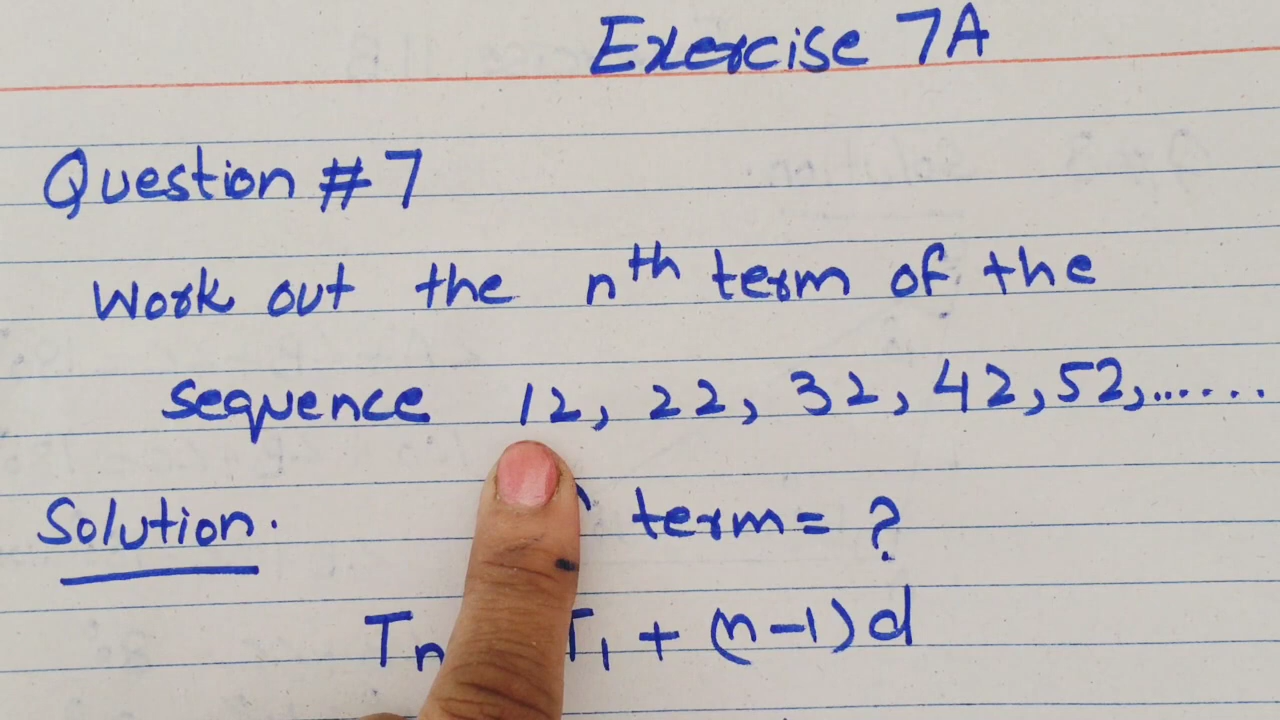 Exercise 7A
Question # 7
Work out the nth term of the
sequence 12, 22, 32, 42, 52, ......
Solution. term = ?
Tn T1 + (n-1)d